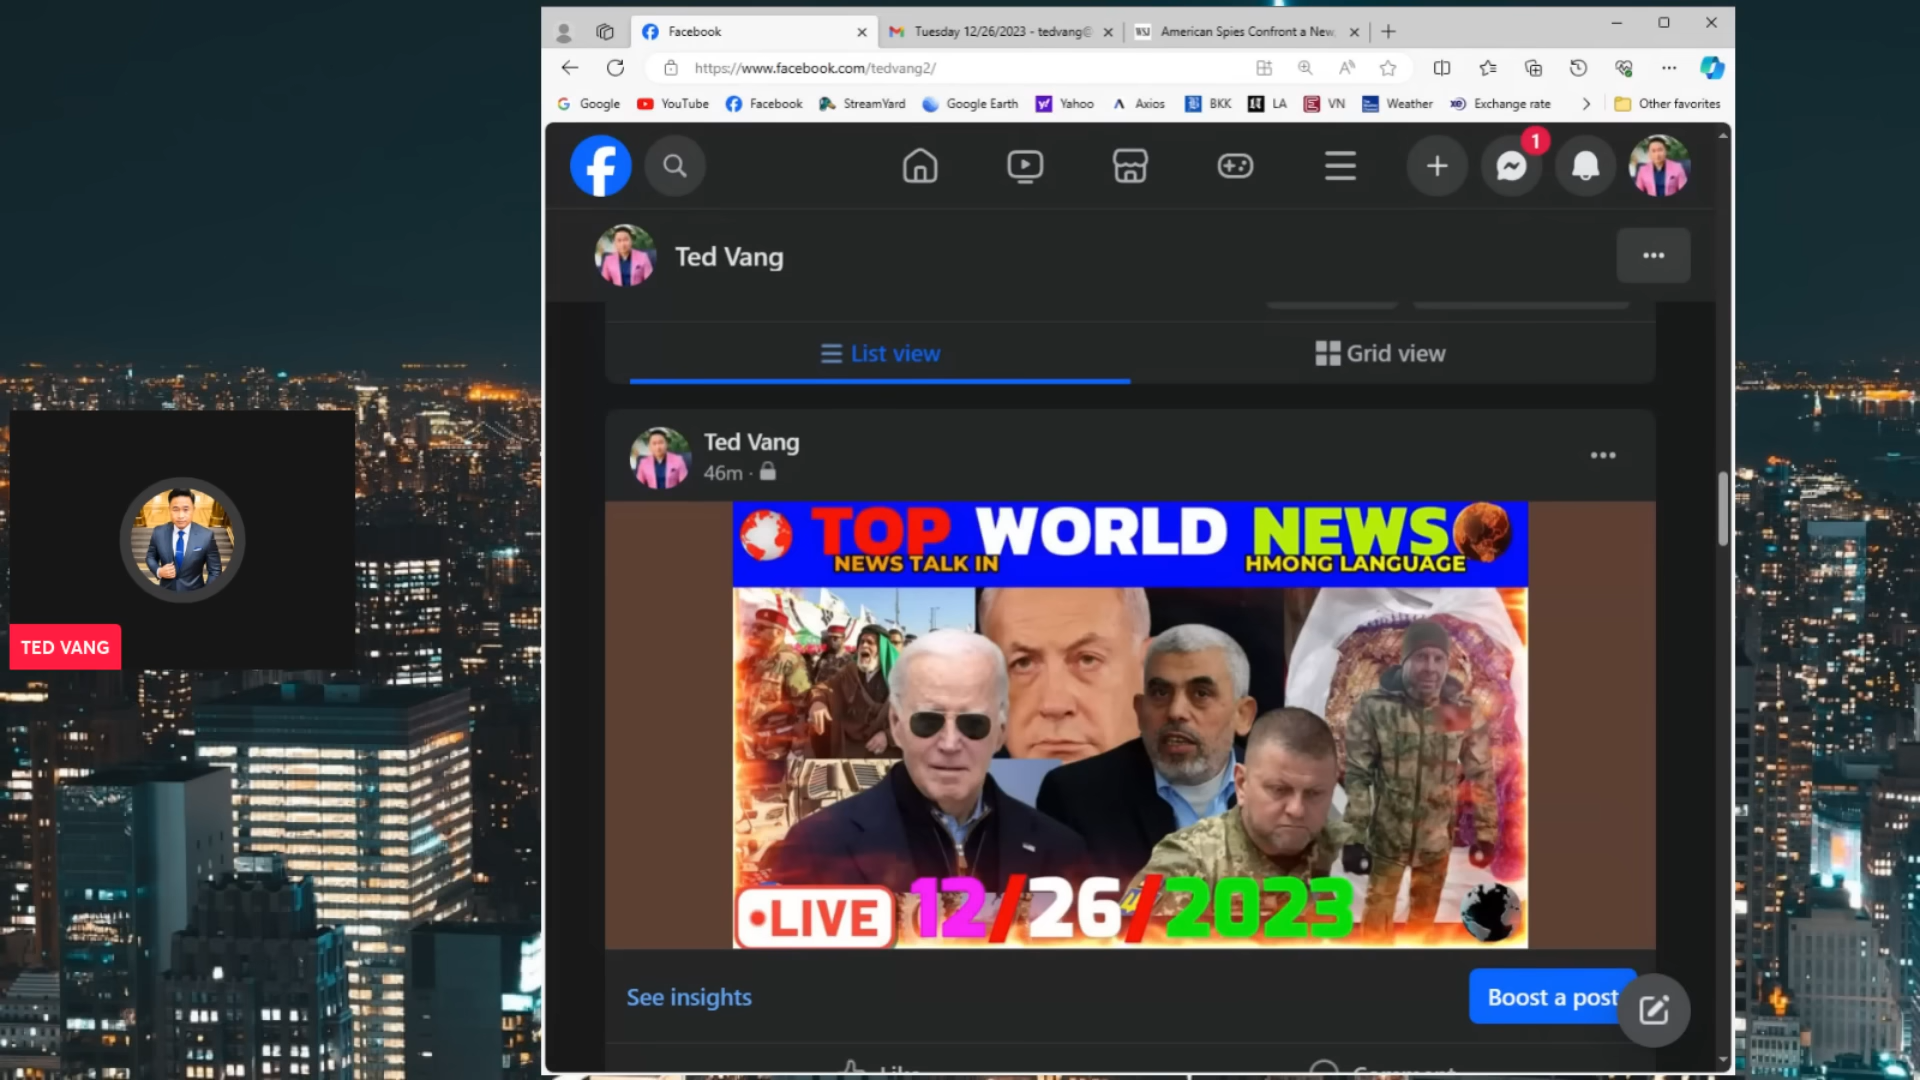 Facebook
Tuesday 12/26/2023 - tedvang@
WSJ
American Spies Confront a New,
https://www.facebook.com/tedvang2/
Google
YouTube
Facebook
StreamYard
Google Earth
Yahoo
Axios
BKK
LA
VN
Weather
Exchange rate
Other favorites
1
Ted Vang
List view
Grid view
Ted Vang
46m ·
TOP WORLD NEWS
NEWS TALK IN
HMONG LANGUAGE
TED VANG
LIVE
12/26/2023
See insights
Boost a post